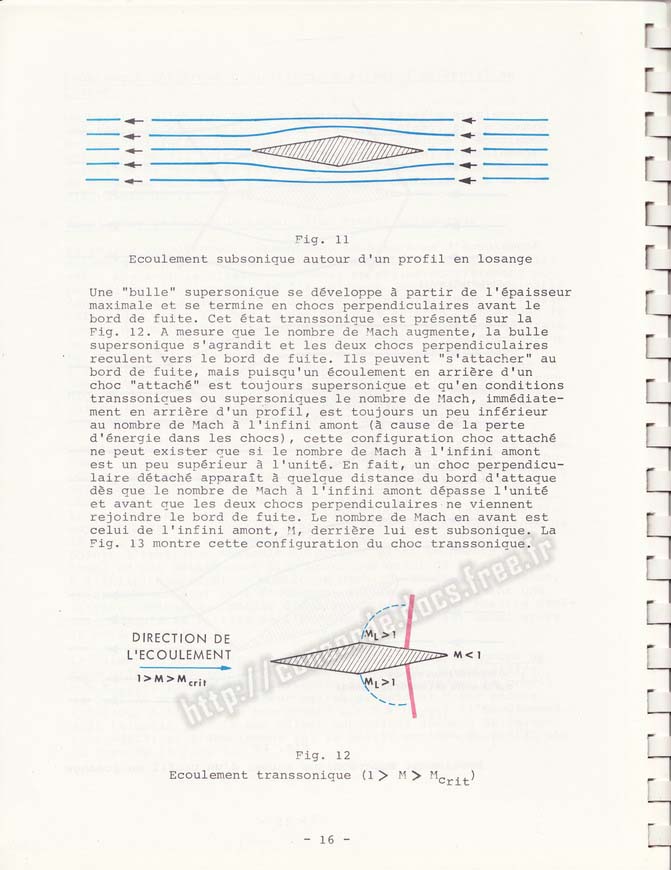 Fig. 11
Ecoulement subsonique autour d'un profil en losange
Une "bulle" supersonique se développe à partir de l'épaisseur
maximale et se termine en chocs perpendiculaires avant le
bord de fuite. Cet état transsonique est présenté sur la
Fig. 12. A mesure que le nombre de Mach augmente, la bulle
supersonique s'agrandit et les deux chocs perpendiculaires
reculent vers le bord de fuite. Ils peuvent "s'attacher" au
bord de fuite, mais puisqu'un écoulement en arrière d'un
choc "attaché" est toujours supersonique et qu'en conditions
transsoniques ou supersoniques le nombre de Mach, immédiate-
ment en arrière d'un profil, est toujours un peu inférieur
au nombre de Mach à l'infini amont (à cause de la perte
d'énergie dans les chocs), cette configuration choc attaché
ne peut exister que si le nombre de Mach à l'infini amont
est un peu supérieur à l'unité. En fait, un choc perpendicu-
laire détaché apparaît à quelque distance du bord d'attaque
dès que le nombre de Mach à l'infini amont dépasse l'unité
et avant que les deux chocs perpendiculaires ne viennent
rejoindre le bord de fuite. Le nombre de Mach en avant est
celui de l'infini amont, M, derrière lui est subsonique. La
Fig. 13 montre cette configuration du choc transsonique.
DIRECTION DE
L'ECOULEMENT
1>M>Mcrit
ML>1
M<1
ML>1
http://concorde.docs.free.fr
Fig. 12
Ecoulement transsonique (1 > M > Mcrit)
- 16 -